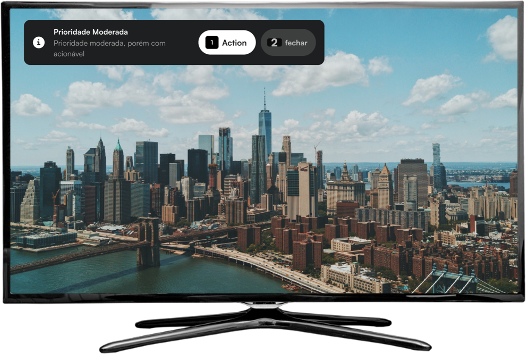 Prioridade Moderada
Prioridade moderada, porém com
acionável
1 Action
2 fechar